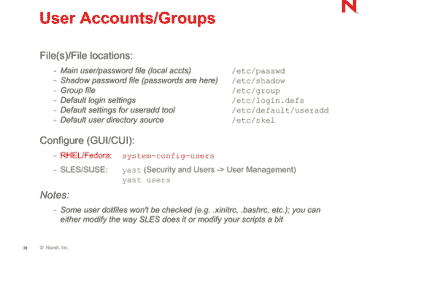 User Accounts/Groups
N
File(s)/File locations:
– Main user/password file (local accts) /etc/passwd
– Shadow password file (passwords are here) /etc/shadow
– Group file /etc/group
– Default login settings /etc/login.defs
– Default settings for useradd tool /etc/default/useradd
– Default user directory source /etc/skel
Configure (GUI/CUI):
– RHEL/Fedora: system-config-users
– SLES/SUSE: yast (Security and Users -> User Management)
yast users
Notes:
– Some user dotfiles won't be checked (e.g. .xinitrc, .bashrc, etc.); you can
either modify the way SLES does it or modify your scripts a bit
© Novell, Inc.